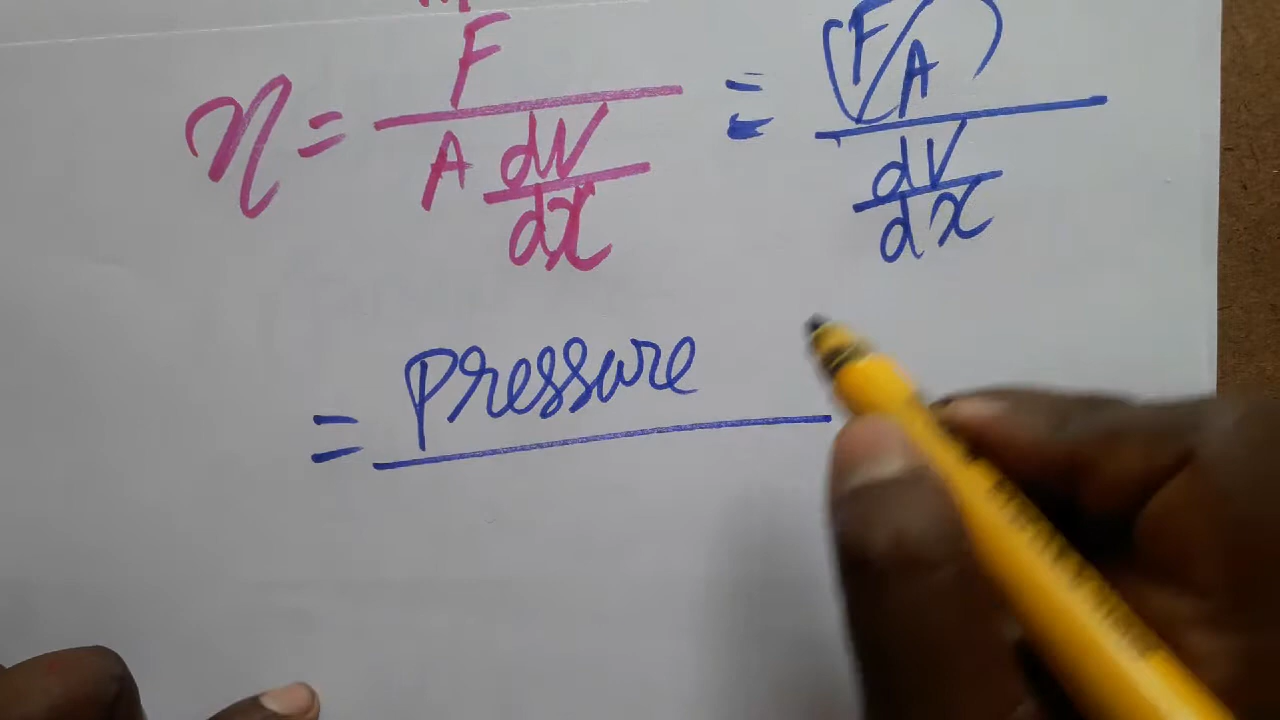 η = F / (A dV/dx) = (F/A) / (dV/dx)
= Pressure